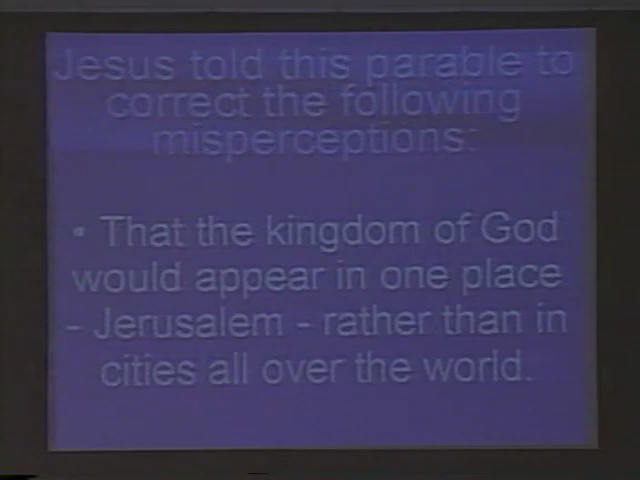 Jesus told this parable to
correct the following
misperceptions:
• That the kingdom of God
would appear in one place
- Jerusalem - rather than in
cities all over the world.